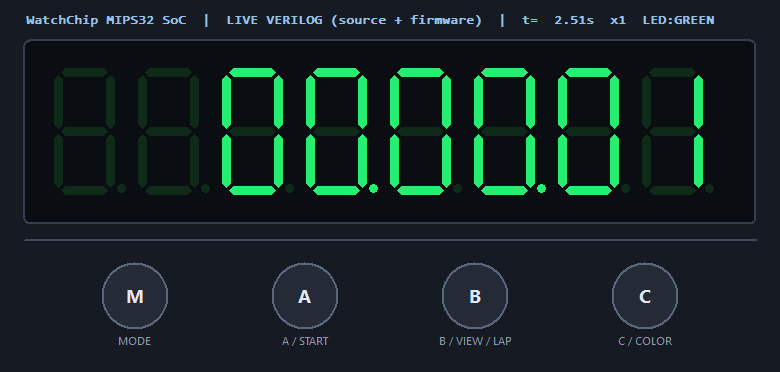 WatchChip MIPS32 SoC | LIVE VERILOG (source + firmware) | t= 2.51s x1 LED:GREEN
00.00.01
M A B C
MODE A / START B / VIEW / LAP C / COLOR